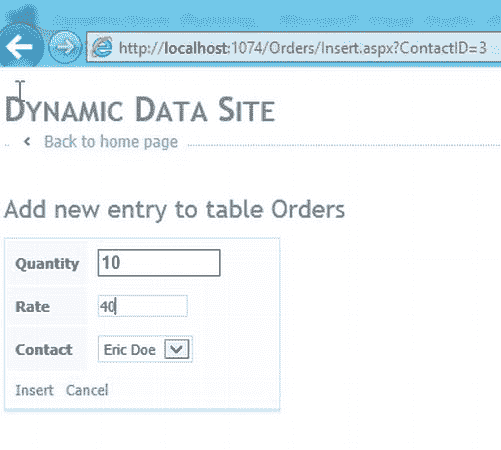 http://localhost:1074/Orders/Insert.aspx?ContactID=3
DYNAMIC DATA SITE
< Back to home page
Add new entry to table Orders
Quantity 10
Rate 40
Contact Eric Doe
Insert Cancel